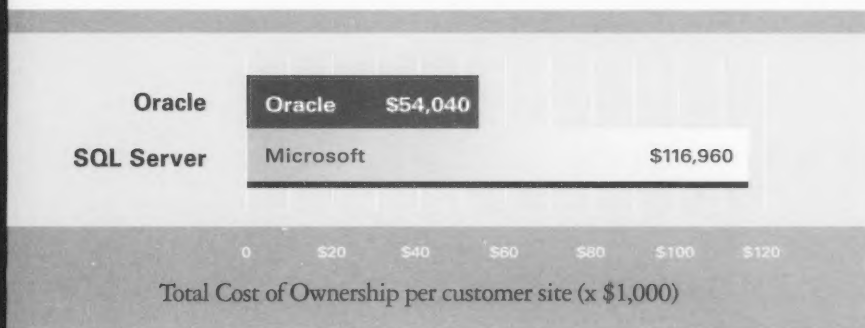 Oracle Oracle $54,040
SQL Server Microsoft $116,960
0 $20 $40 $60 $80 $100 $120
Total Cost of Ownership per customer site (x $1,000)